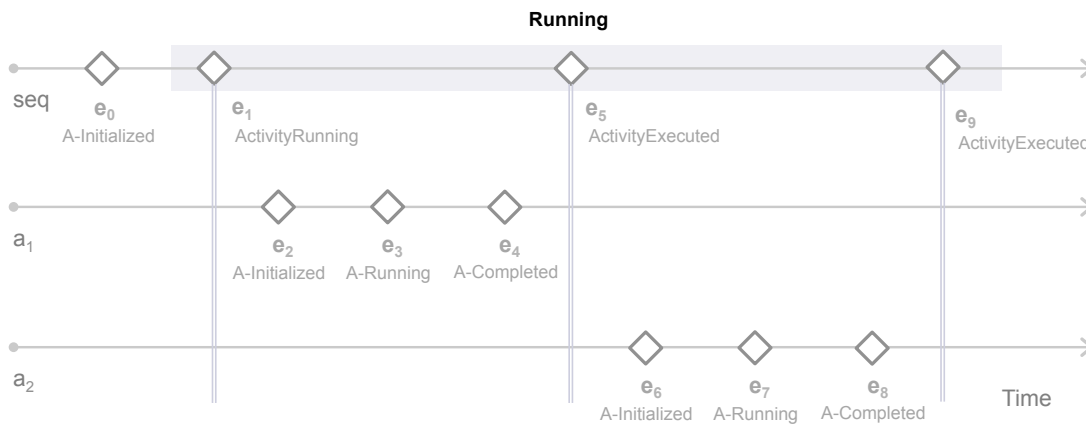 Running
seq
e0
A-Initialized
e1
ActivityRunning
e5
ActivityExecuted
e9
ActivityExecuted
a1
e2
A-Initialized
e3
A-Running
e4
A-Completed
a2
e6
A-Initialized
e7
A-Running
e8
A-Completed
Time